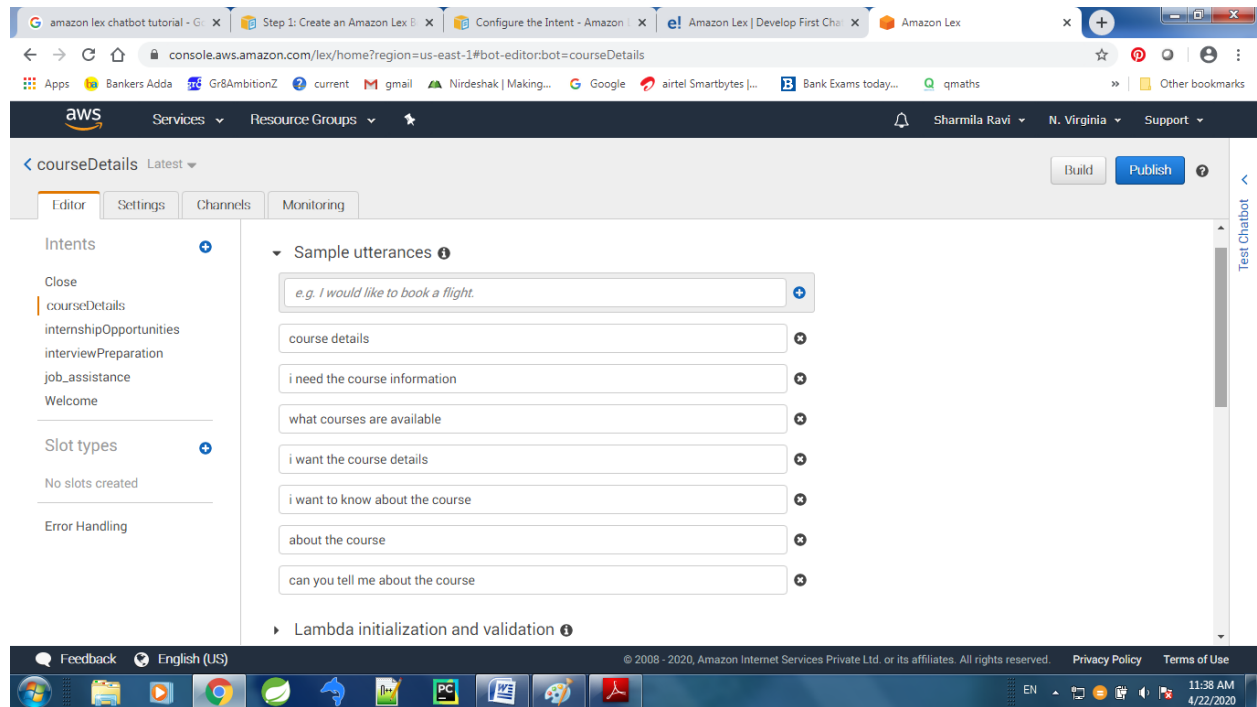 amazon lex chatbot tutorial - Go
Step 1: Create an Amazon Lex B
Configure the Intent - Amazon L
e! Amazon Lex | Develop First Chat
Amazon Lex
console.aws.amazon.com/lex/home?region=us-east-1#bot-editor:bot=courseDetails
Apps ba Bankers Adda Gr8AmbitionZ current gmail Nirdeshak | Making... Google airtel Smartbytes |... B Bank Exams today... Q qmaths » Other bookmarks
aws Services Resource Groups Sharmila Ravi N. Virginia Support
courseDetails Latest Build Publish
Editor Settings Channels Monitoring
Test Chatbot
Intents
Close
courseDetails
internshipOpportunities
interviewPreparation
job_assistance
Welcome
Slot types
No slots created
Error Handling
Sample utterances
e.g. I would like to book a flight.
course details
i need the course information
what courses are available
i want the course details
i want to know about the course
about the course
can you tell me about the course
Lambda initialization and validation
Feedback English (US) © 2008 - 2020, Amazon Internet Services Private Ltd. or its affiliates. All rights reserved. Privacy Policy Terms of Use
PC EN 11:38 AM
4/22/2020